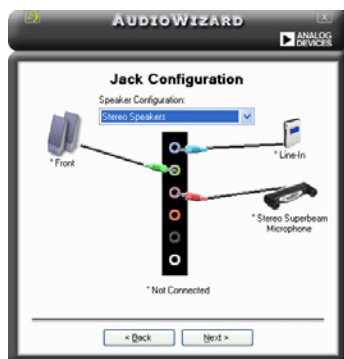 AUDIOWIZARD
ANALOG
DEVICES
Jack Configuration
Speaker Configuration:
Stereo Speakers
* Front
* Line-In
* Stereo Superbeam
Microphone
* Not Connected
< Back
Next >